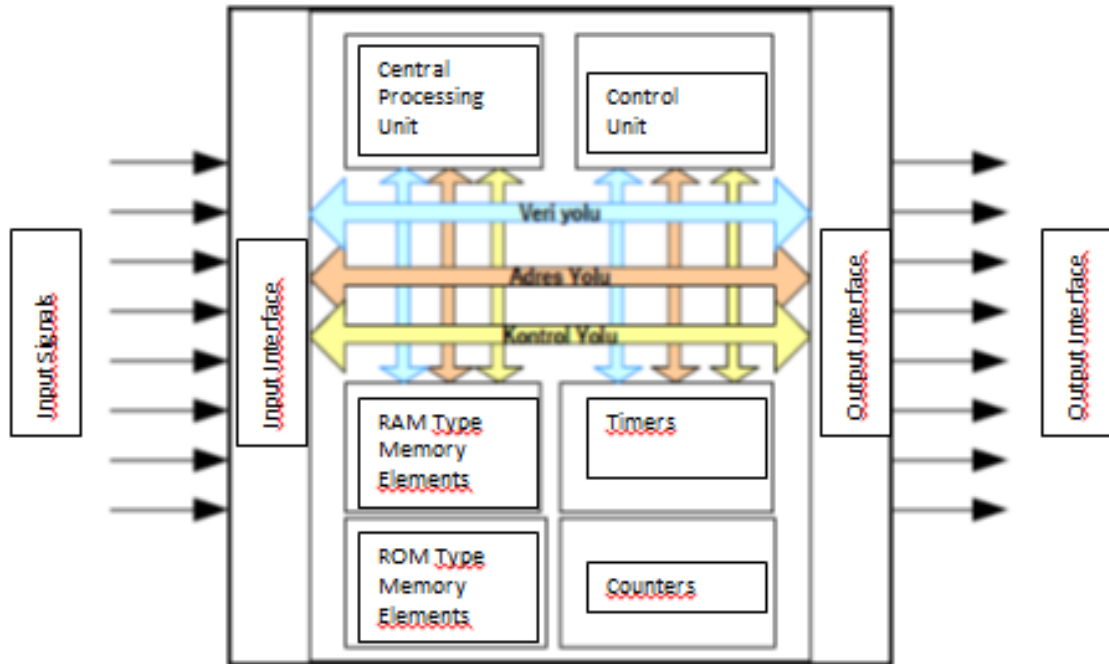 Central
Processing
Unit
Control
Unit
Veri yolu
Adres Yolu
Kontrol Yolu
Input Signals
Input Interface
Output Interface
Output Interface
RAM Type
Memory
Elements
Timers
ROM Type
Memory
Elements
Counters